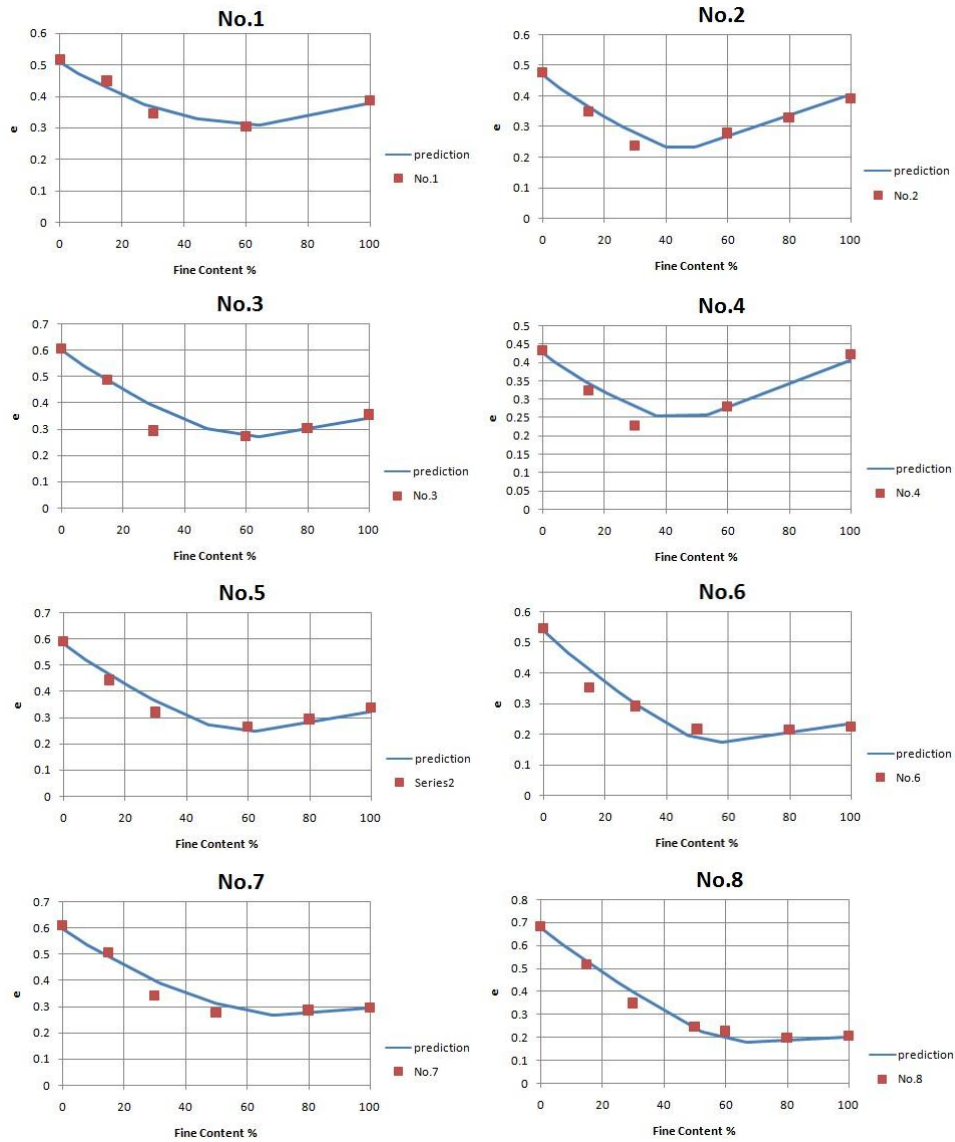 No.1
0.6
0.5
0.4
0.3
0.2
0.1
0
e
0 20 40 60 80 100
Fine Content %
prediction
No.1
No.2
0.6
0.5
0.4
0.3
0.2
0.1
0
e
0 20 40 60 80 100
Fine Content %
prediction
No.2
No.3
0.7
0.6
0.5
0.4
0.3
0.2
0.1
0
e
0 20 40 60 80 100
Fine Content %
prediction
No.3
No.4
0.5
0.45
0.4
0.35
0.3
0.25
0.2
0.15
0.1
0.05
0
e
0 20 40 60 80 100
Fine Content %
prediction
No.4
No.5
0.7
0.6
0.5
0.4
0.3
0.2
0.1
0
e
0 20 40 60 80 100
Fine Content %
prediction
Series2
No.6
0.6
0.5
0.4
0.3
0.2
0.1
0
e
0 20 40 60 80 100
Fine Content %
prediction
No.6
No.7
0.7
0.6
0.5
0.4
0.3
0.2
0.1
0
e
0 20 40 60 80 100
Fine Content %
prediction
No.7
No.8
0.8
0.7
0.6
0.5
0.4
0.3
0.2
0.1
0
e
0 20 40 60 80 100
Fine Content %
prediction
No.8